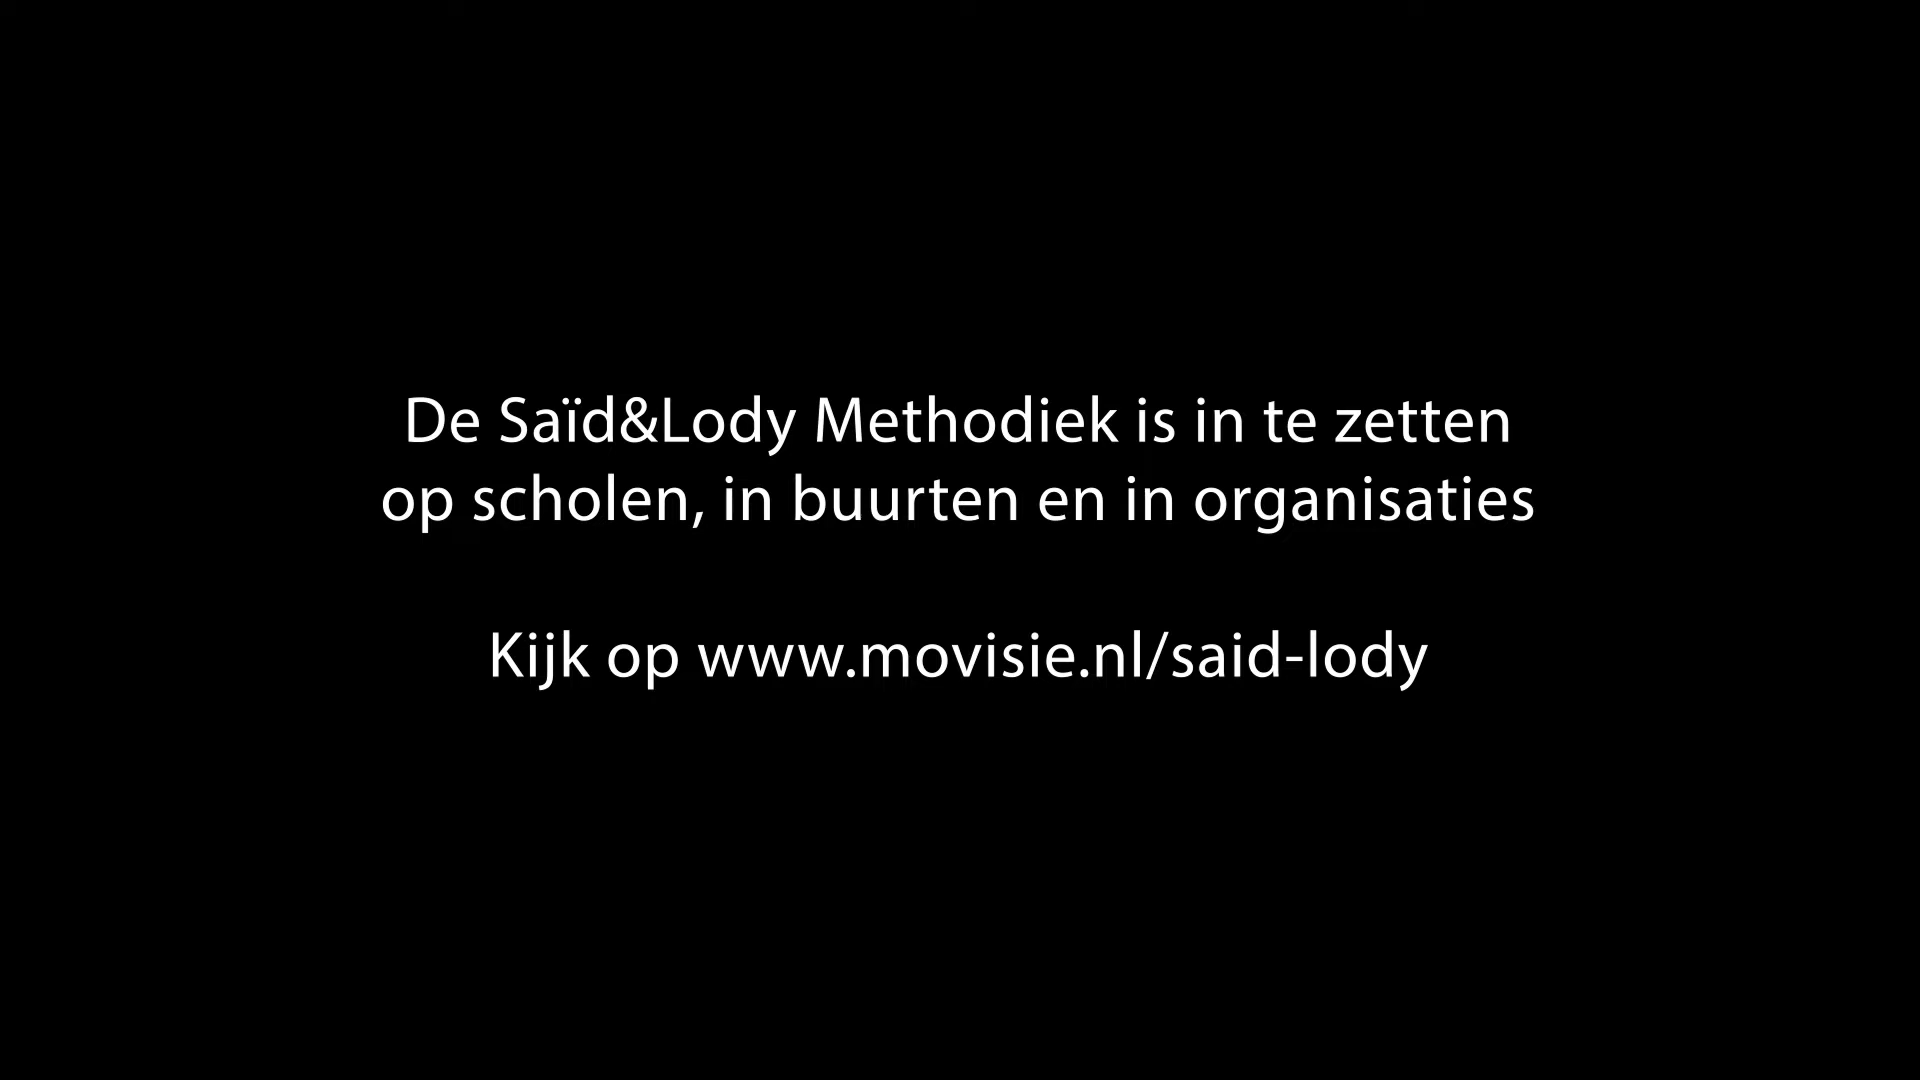 De Saïd&Lody Methodiek is in te zetten
op scholen, in buurten en in organisaties
Kijk op www.movisie.nl/said-lody